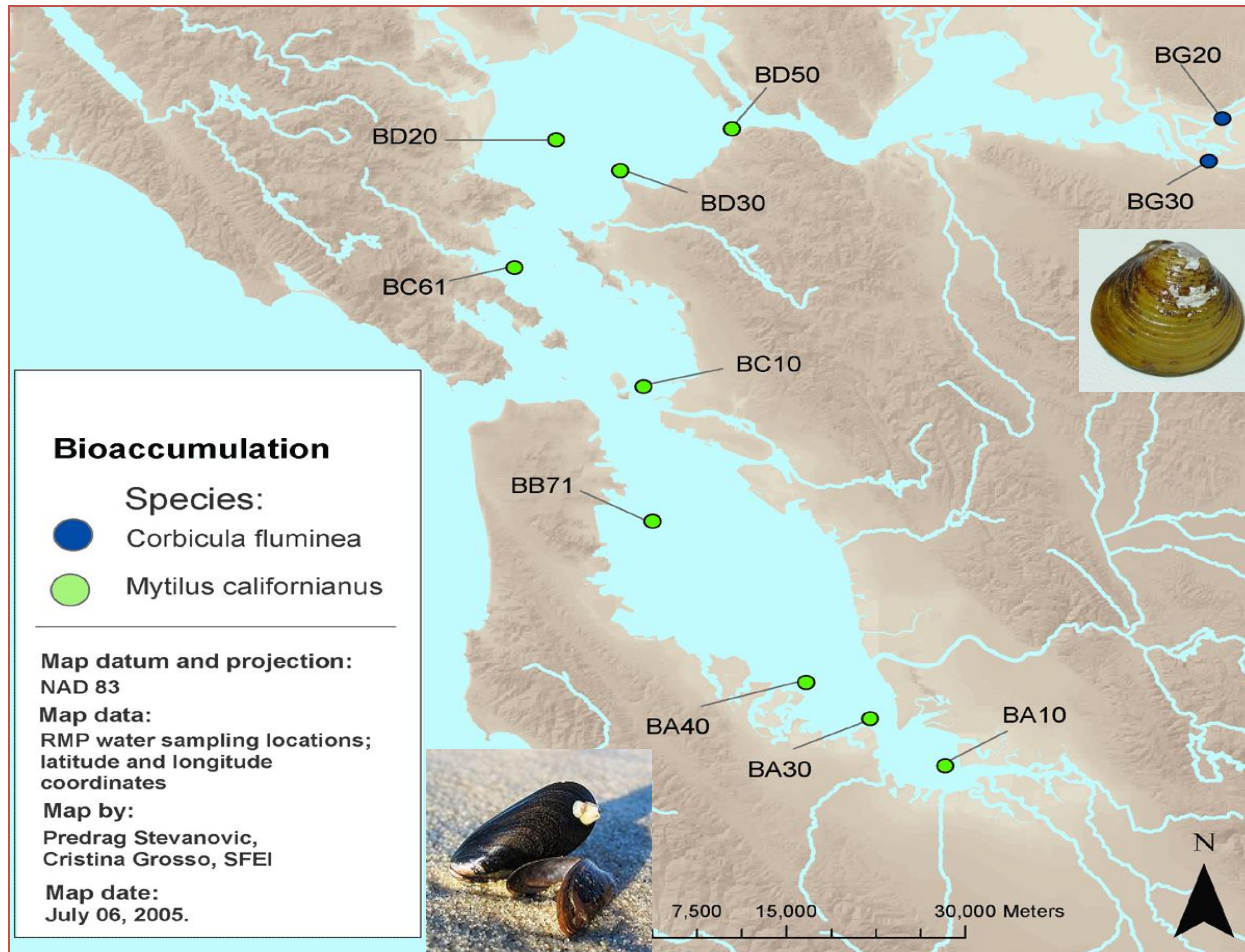 BG20
BD50
BD20
BD30
BG30
BC61
BC10
BB71
BA40
BA30
BA10
Bioaccumulation
Species:
Corbicula fluminea
Mytilus californianus
Map datum and projection:
NAD 83
Map data:
RMP water sampling locations;
latitude and longitude
coordinates
Map by:
Predrag Stevanovic,
Cristina Grosso, SFEI
Map date:
July 06, 2005.
7,500 15,000 30,000 Meters
N